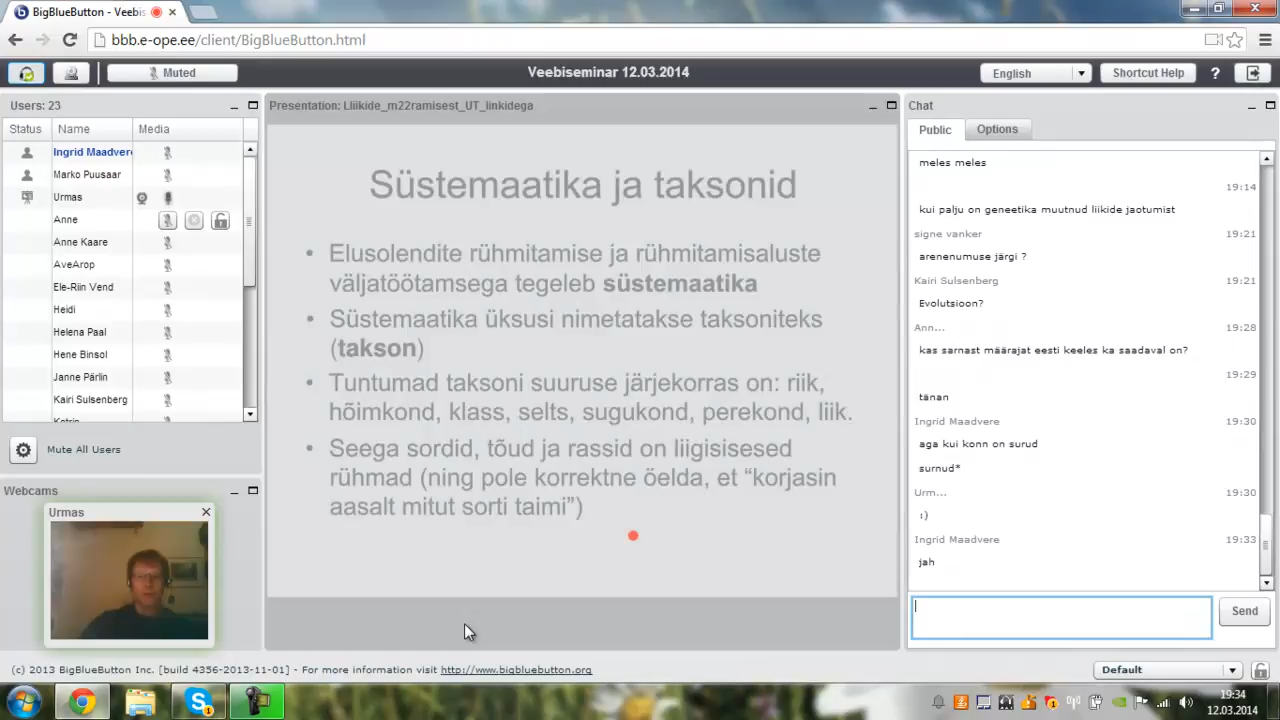 BigBlueButton - Veebis
bbb.e-ope.ee/client/BigBlueButton.html
Muted
Veebiseminar 12.03.2014
English
Shortcut Help
?
Users: 23
Status Name Media
Ingrid Maadver
Marko Puusaar
Urmas
Anne
Anne Kaare
AveArop
Ele-Riin Vend
Heidi
Helena Paal
Hene Binsol
Janne Pärlin
Kairi Sulsenberg
Katrin
Mute All Users
Webcams
Urmas
Presentation: Lliikide_m22ramisest_UT_linkidega
Süstemaatika ja taksonid
• Elusolendite rühmitamise ja rühmitamisaluste
väljatöötamsega tegeleb süstemaatika
• Süstemaatika üksusi nimetatakse taksoniteks
(takson)
• Tuntumad taksoni suuruse järjekorras on: riik,
hõimkond, klass, selts, sugukond, perekond, liik.
• Seega sordid, tõud ja rassid on liigisisesed
rühmad (ning pole korrektne öelda, et “korjasin
aasalt mitut sorti taimi”)
Chat
Public Options
meles meles
19:14
kui palju on geneetika muutnud liikide jaotumist
signe vanker 19:21
arenenumuse järgi ?
Kairi Sulsenberg 19:21
Evolutsioon?
Ann... 19:28
kas sarnast määrajat eesti keeles ka saadaval on?
19:29
tänan
Ingrid Maadvere 19:30
aga kui konn on surud
surnud*
Urm... 19:30
:)
Ingrid Maadvere 19:33
jah
Send
(c) 2013 BigBlueButton Inc. [build 4356-2013-11-01] - For more information visit http://www.bigbluebutton.org
Default
19:34
12.03.2014